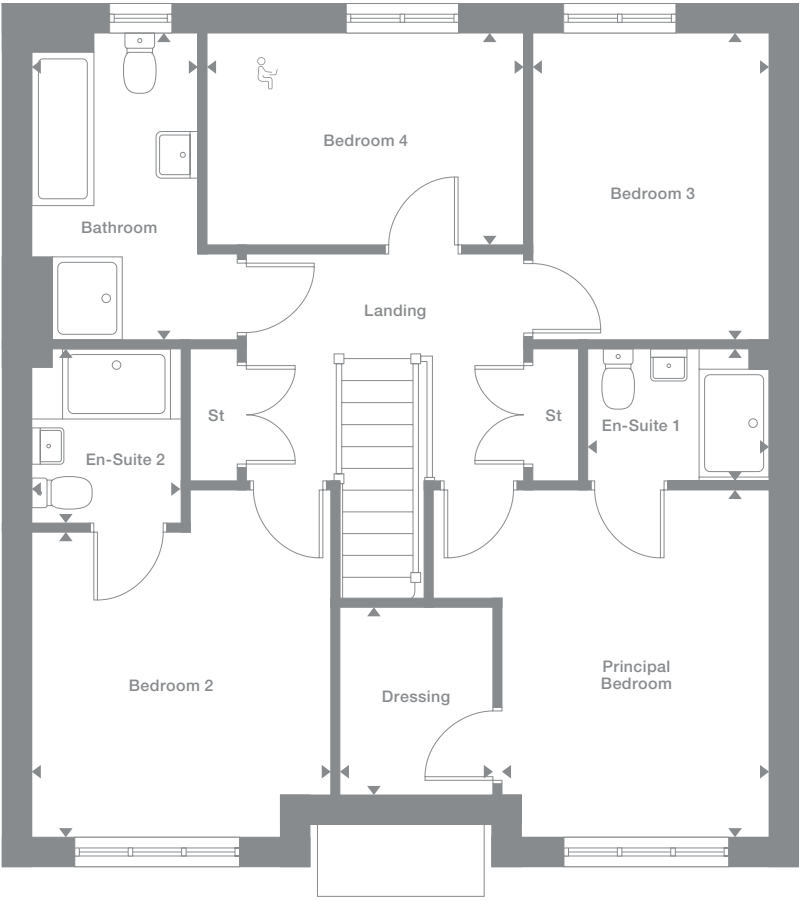 Bedroom 4
Bedroom 3
Bathroom
Landing
St
St
En-Suite 1
En-Suite 2
Principal
Bedroom
Bedroom 2
Dressing